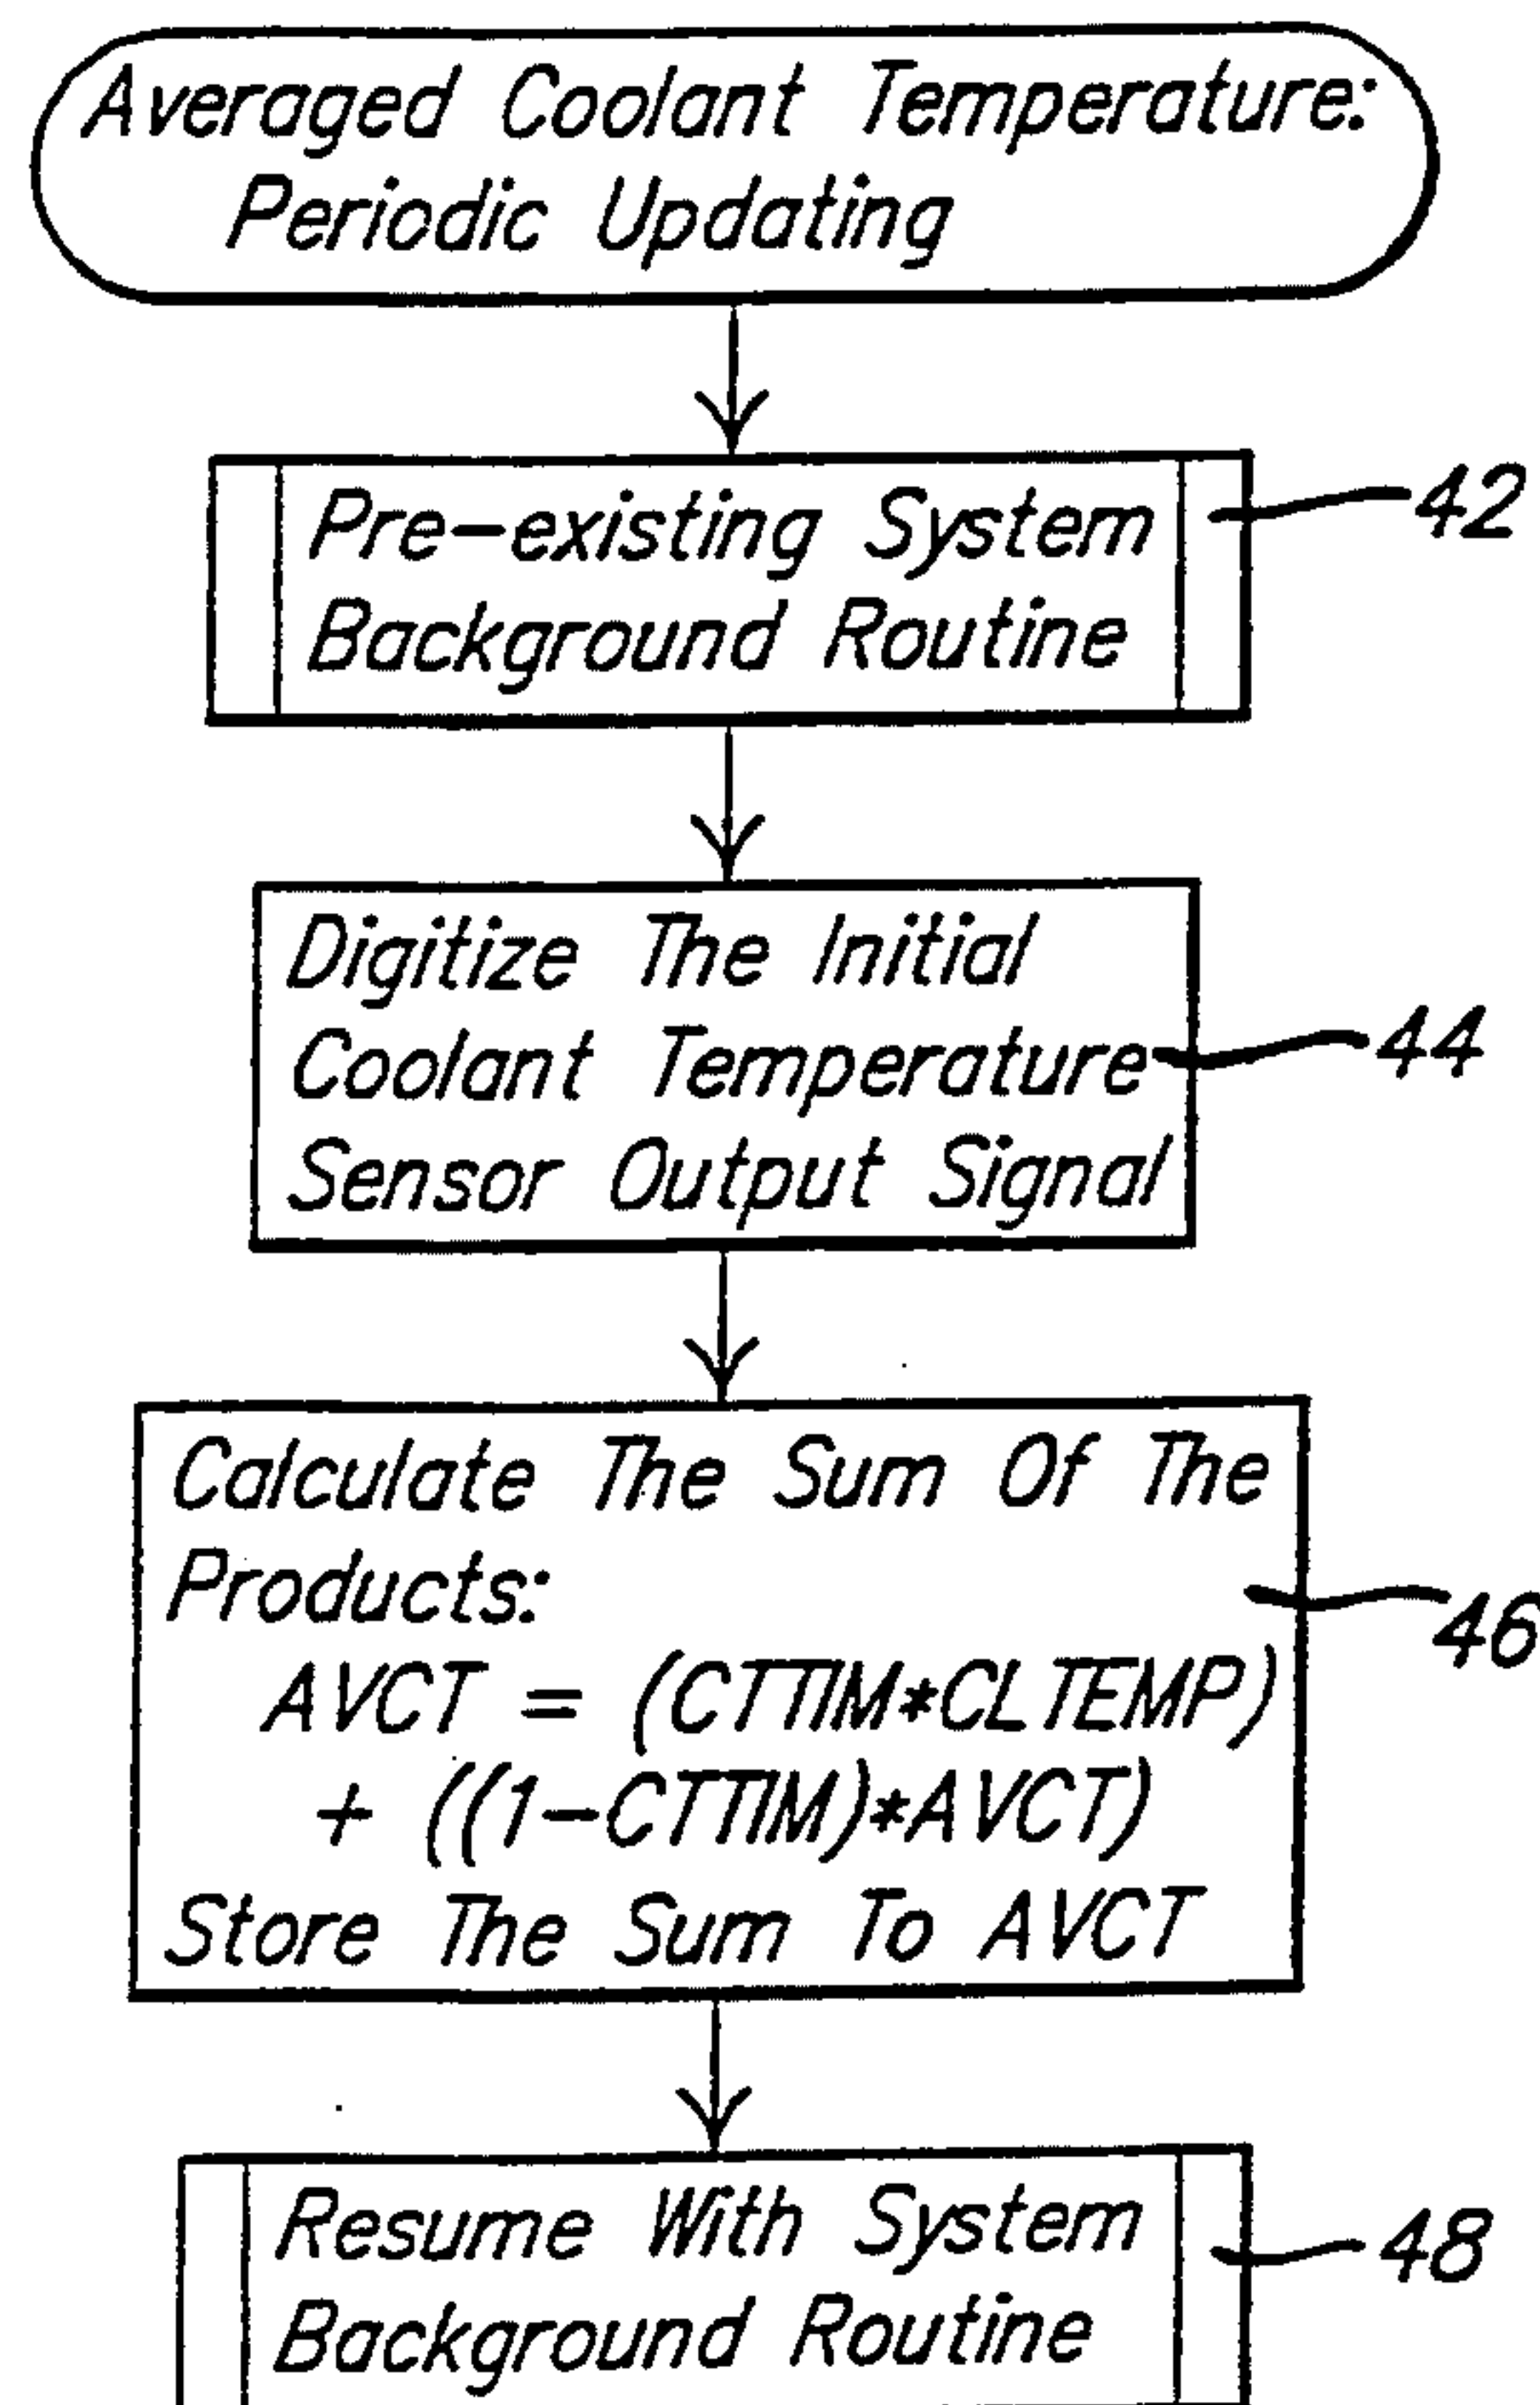 Averaged Coolant Temperature:
Periodic Updating
Pre-existing System
Background Routine
42
Digitize The Initial
Coolant Temperature
Sensor Output Signal
44
Calculate The Sum Of The
Products:
AVCT = (CTTIM*CLTEMP)
+ ((1-CTTIM)*AVCT)
Store The Sum To AVCT
46
Resume With System
Background Routine
48